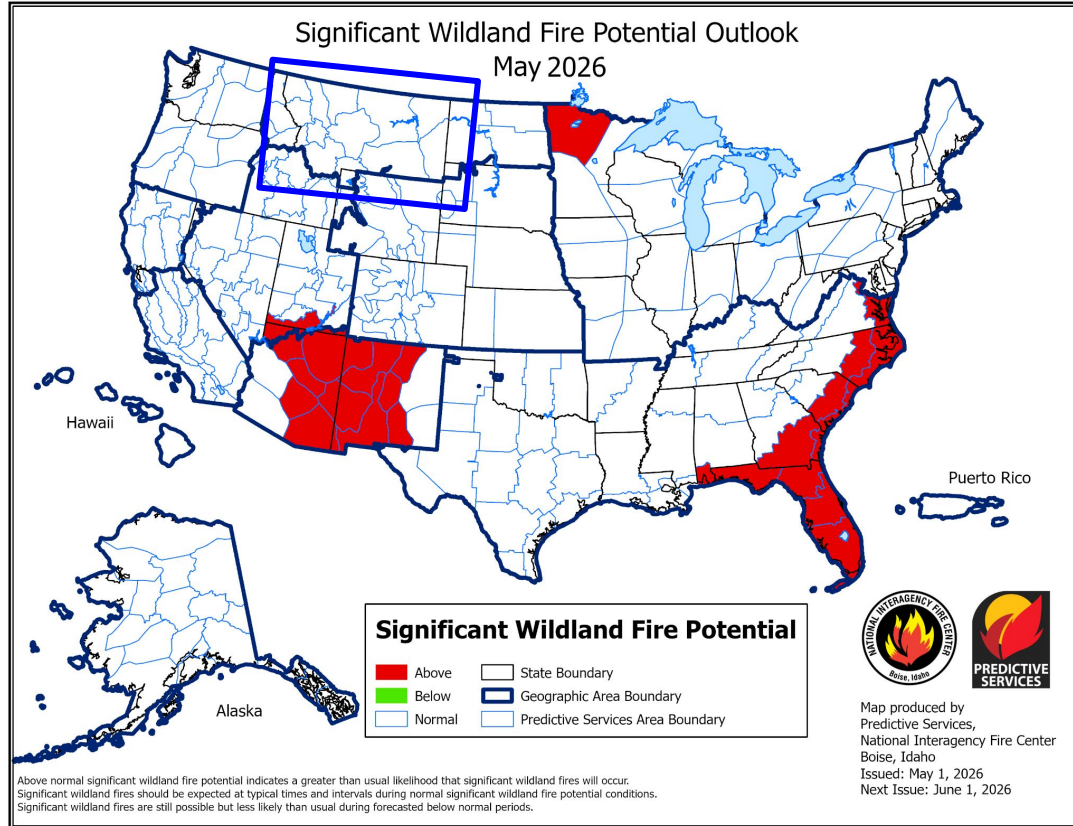 Significant Wildland Fire Potential Outlook
May 2026
Hawaii
Puerto Rico
Alaska
Significant Wildland Fire Potential
Above
State Boundary
Below
Geographic Area Boundary
Normal
Predictive Services Area Boundary
NATIONAL INTERAGENCY FIRE CENTER
Boise, Idaho
PREDICTIVE
SERVICES
Map produced by
Predictive Services,
National Interagency Fire Center
Boise, Idaho
Issued: May 1, 2026
Next Issue: June 1, 2026
Above normal significant wildland fire potential indicates a greater than usual likelihood that significant wildland fires will occur.
Significant wildland fires should be expected at typical times and intervals during normal significant wildland fire potential conditions.
Significant wildland fires are still possible but less likely than usual during forecasted below normal periods.